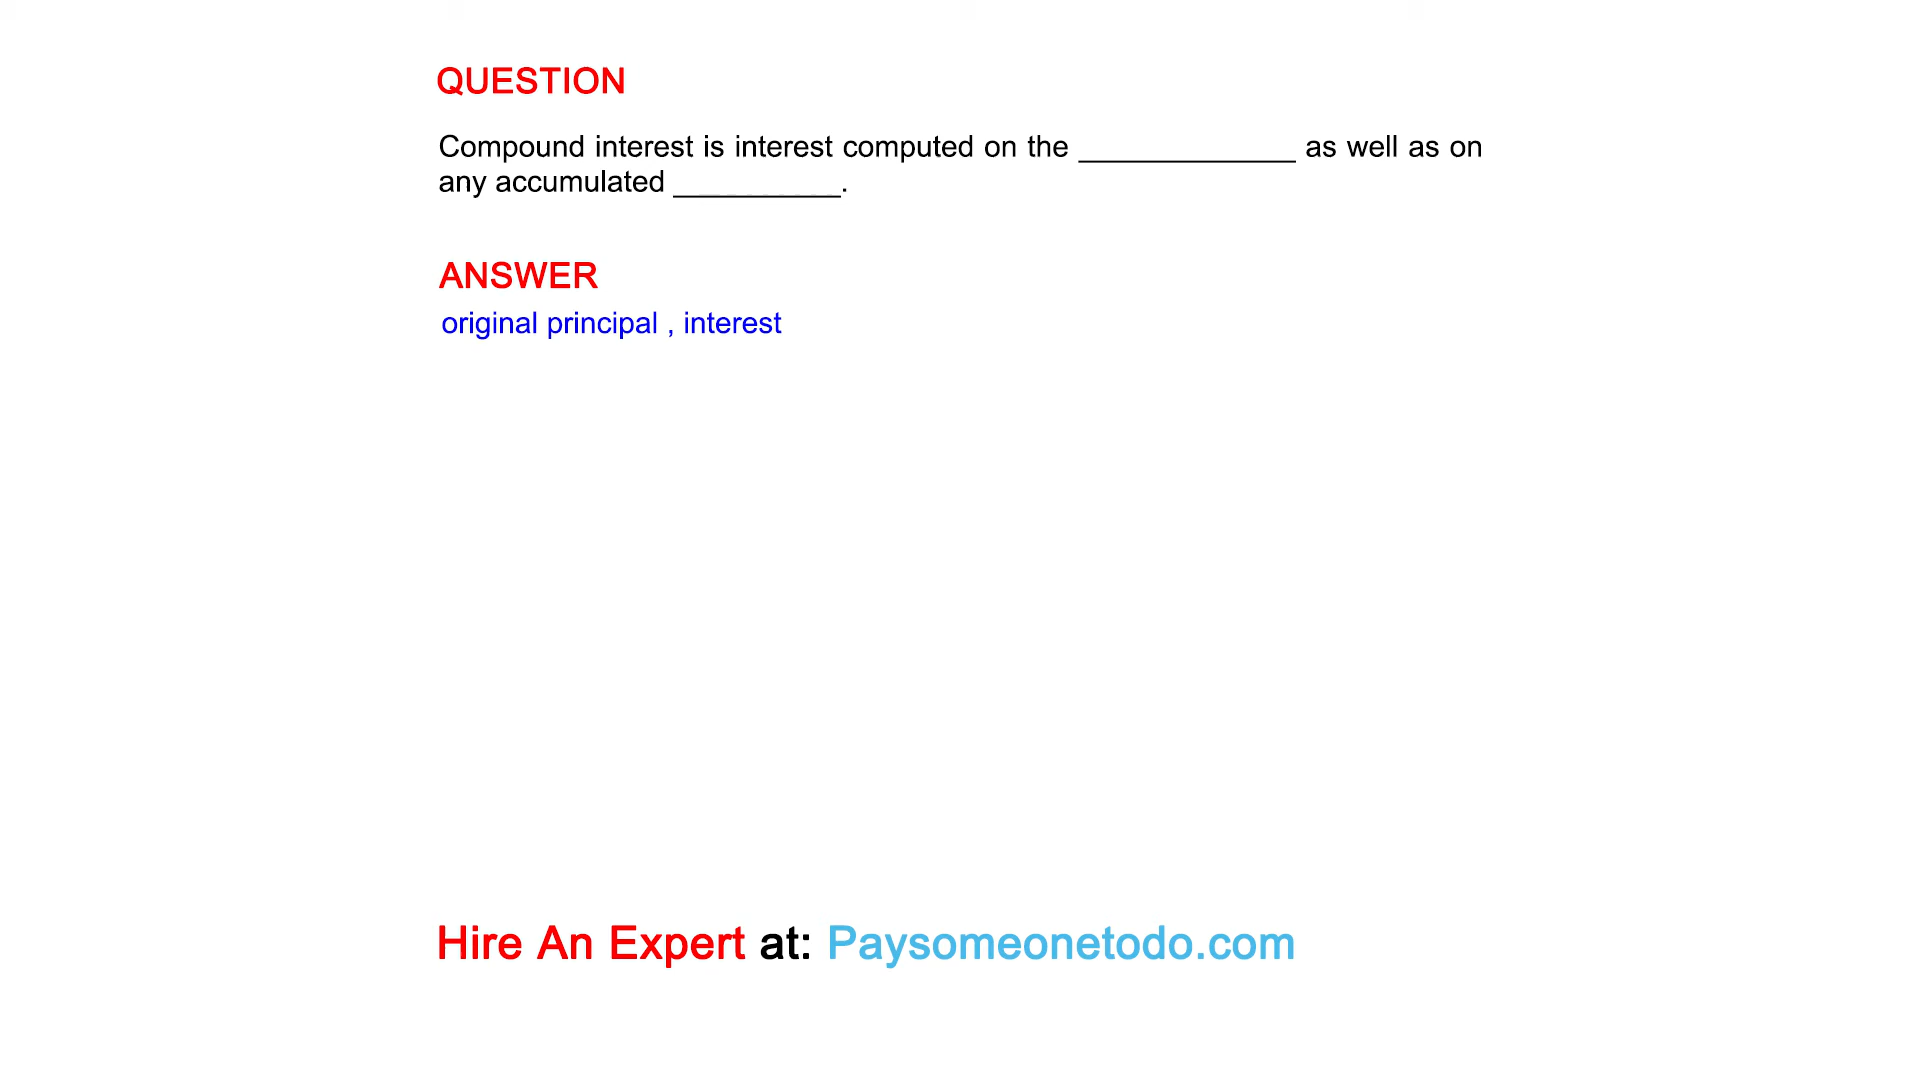 QUESTION
Compound interest is interest computed on the _____________ as well as on
any accumulated __________.
ANSWER
original principal , interest
Hire An Expert at: Paysomeonetodo.com